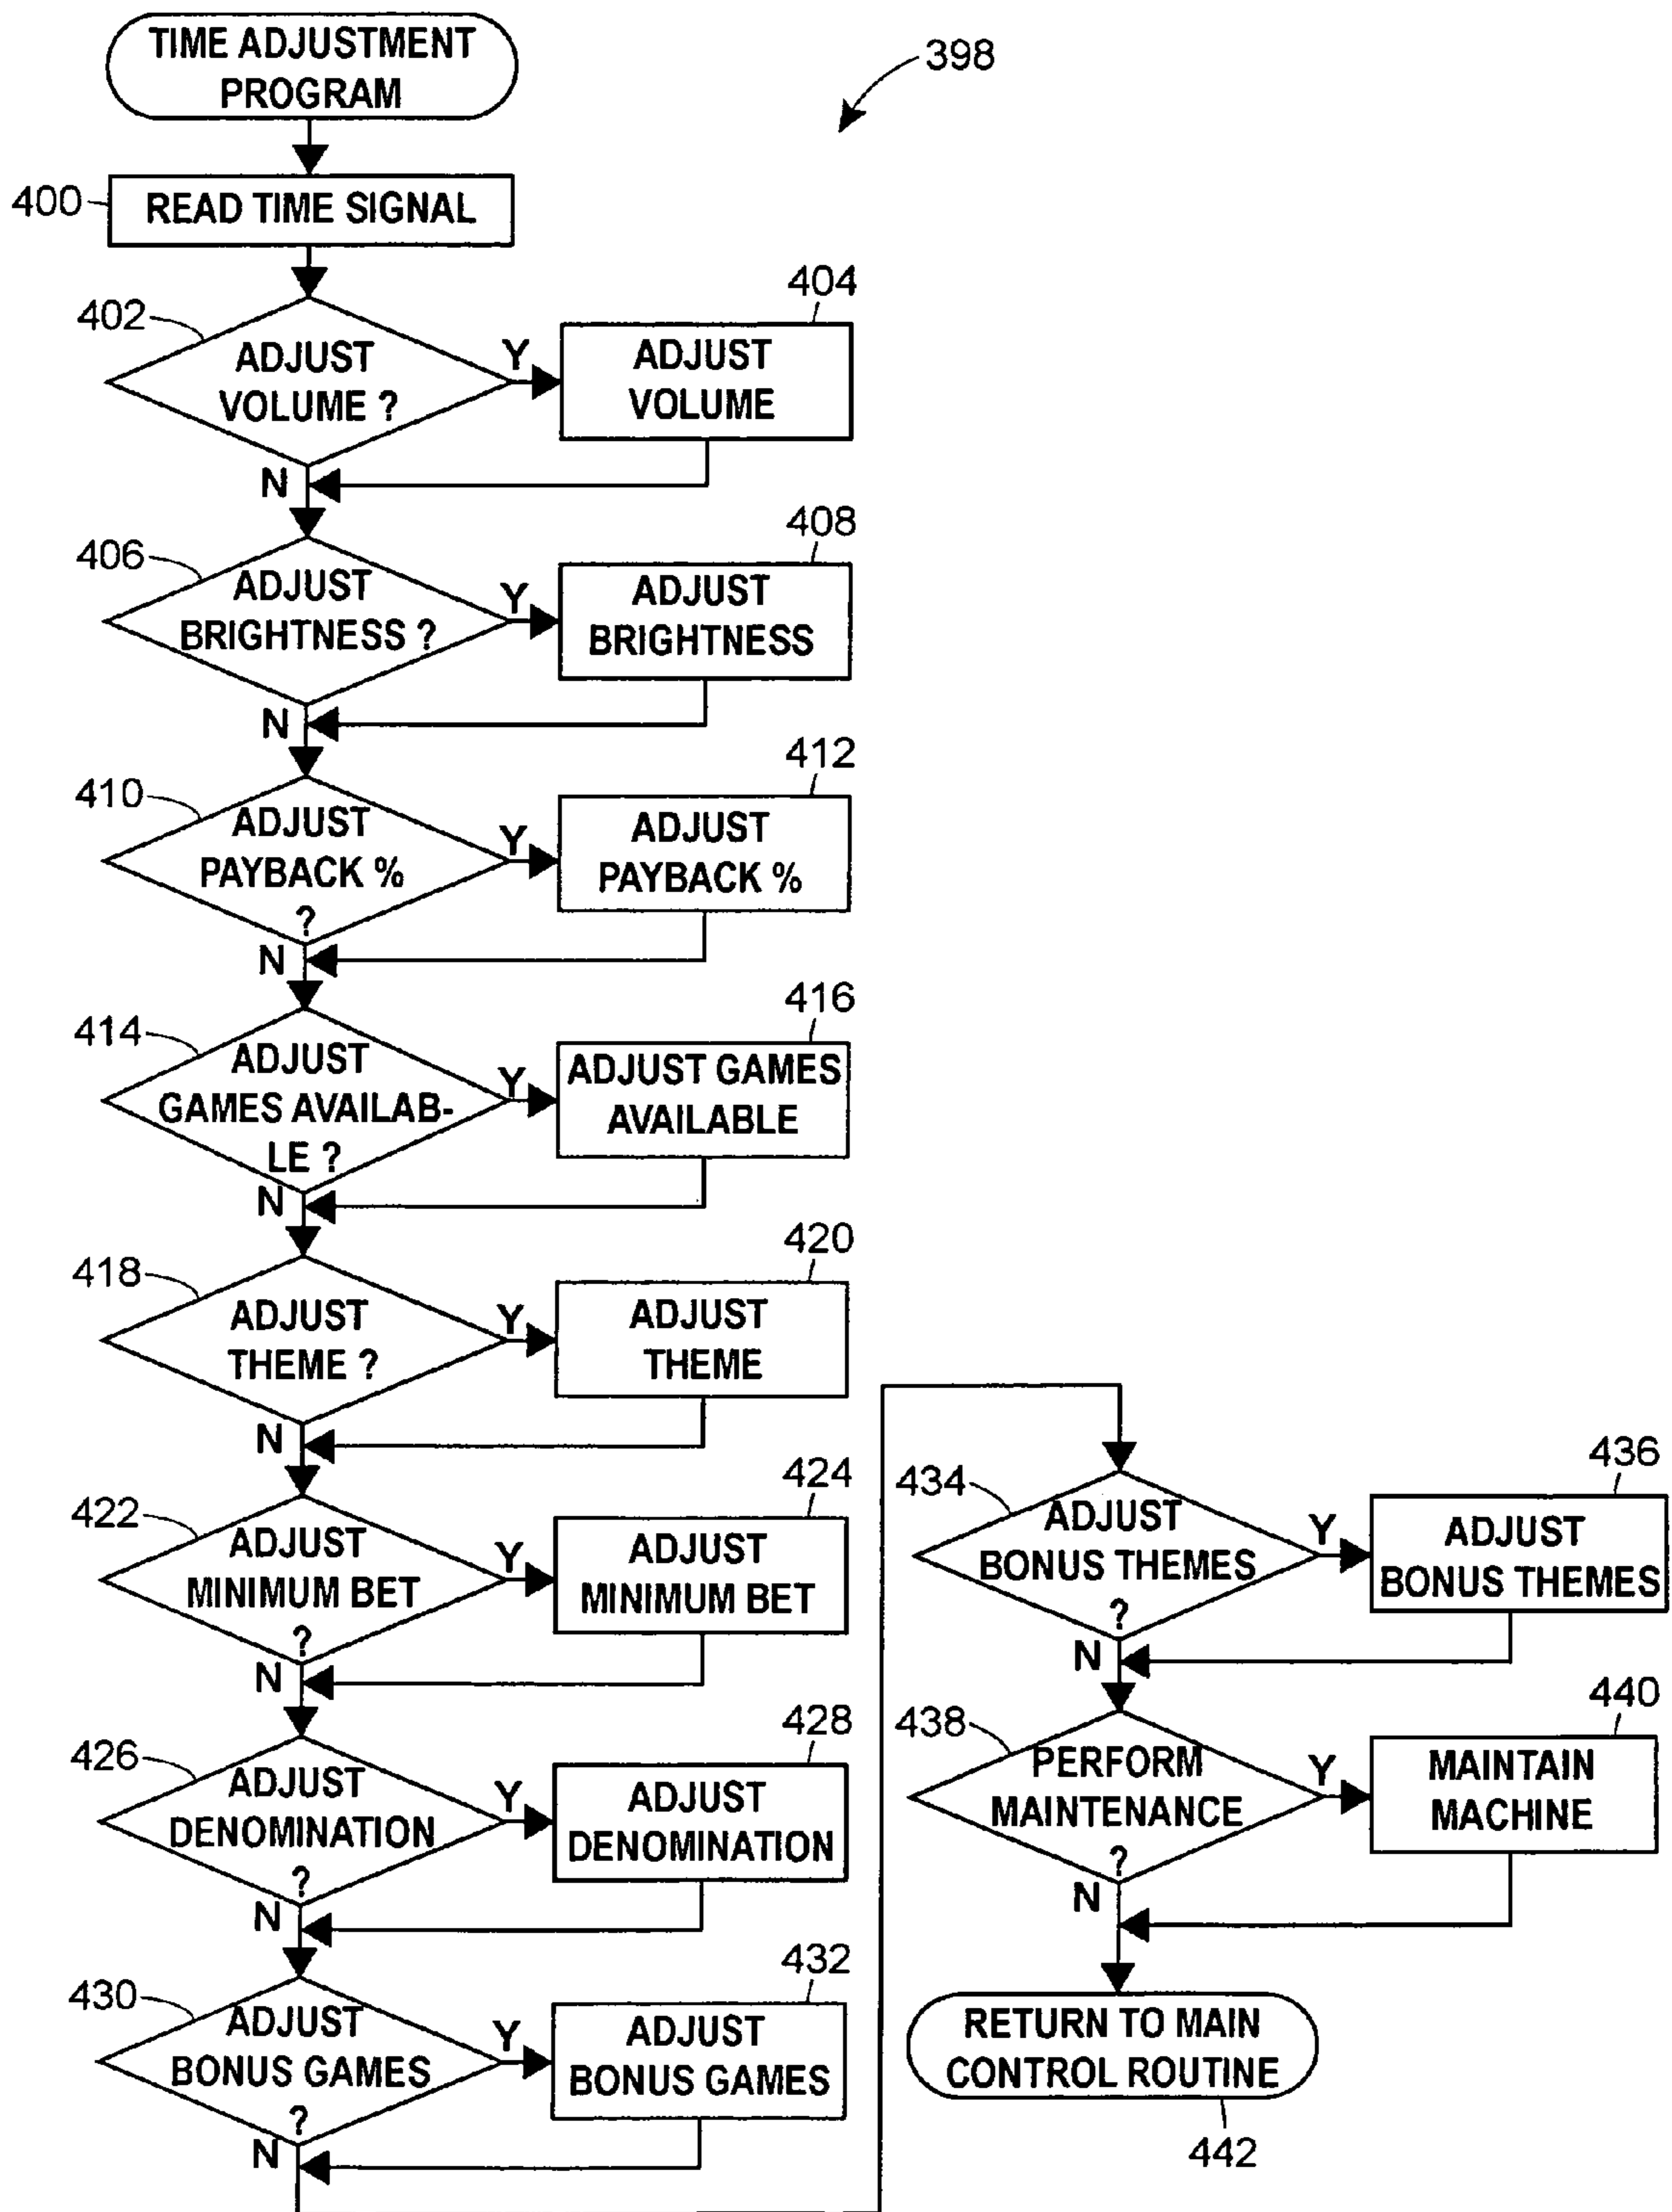 TIME ADJUSTMENT
PROGRAM
398
400
READ TIME SIGNAL
402
ADJUST
VOLUME ?
Y
404
ADJUST
VOLUME
N
406
ADJUST
BRIGHTNESS ?
Y
408
ADJUST
BRIGHTNESS
N
410
ADJUST
PAYBACK %
?
Y
412
ADJUST
PAYBACK %
N
414
ADJUST
GAMES AVAILAB-
LE ?
Y
416
ADJUST GAMES
AVAILABLE
N
418
ADJUST
THEME ?
Y
420
ADJUST
THEME
N
422
ADJUST
MINIMUM BET
?
Y
424
ADJUST
MINIMUM BET
N
426
ADJUST
DENOMINATION
?
Y
428
ADJUST
DENOMINATION
N
430
ADJUST
BONUS GAMES
?
Y
432
ADJUST
BONUS GAMES
N
434
ADJUST
BONUS THEMES
?
Y
436
ADJUST
BONUS THEMES
N
438
PERFORM
MAINTENANCE
?
Y
440
MAINTAIN
MACHINE
N
RETURN TO MAIN
CONTROL ROUTINE
442